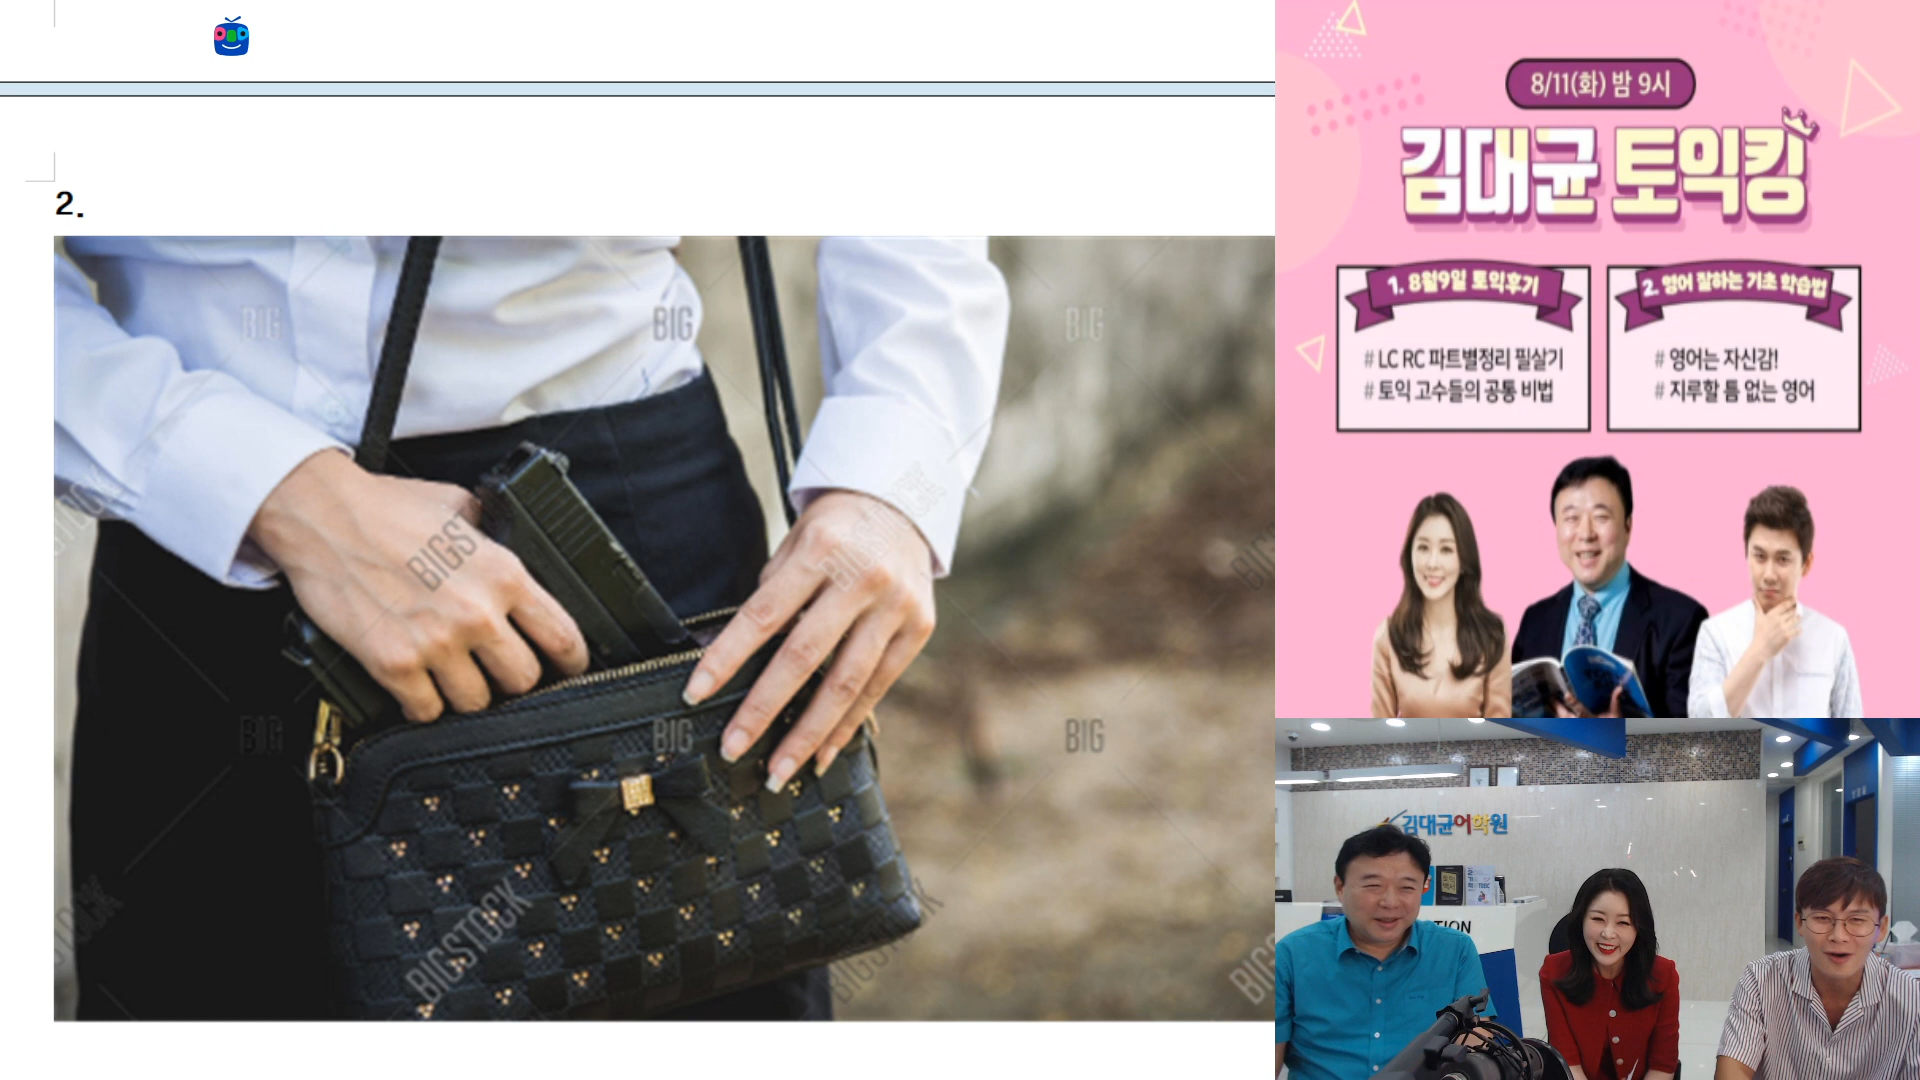 2.
BIG
BIG
BIG
BIGSTOCK
BIGST
BIGSTOCK
BIG
BIG
BIG
BIGSTOCK
BIGSTOCK
8/11(화) 밤 9시
김대균 토익킹
1. 8월9일 토익후기
# LC RC 파트별정리 필살기
# 토익 고수들의 공통 비법
2. 영어 잘하는 기초 학습법
# 영어는 자신감!
# 지루할 틈 없는 영어
김대균어학원
TION